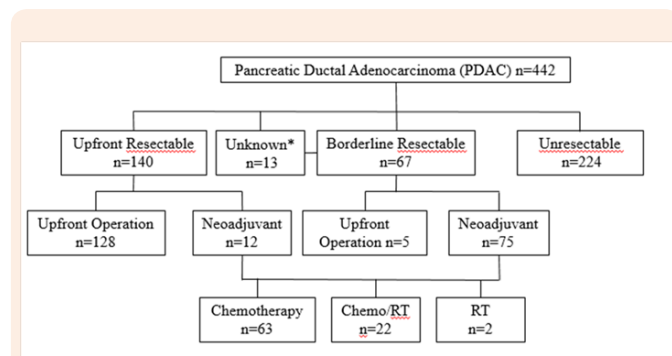 Pancreatic Ductal Adenocarcinoma (PDAC) n=442
Upfront Resectable
n=140
Unknown*
n=13
Borderline Resectable
n=67
Unresectable
n=224
Upfront Operation
n=128
Neoadjuvant
n=12
Upfront
Operation n=5
Neoadjuvant
n=75
Chemotherapy
n=63
Chemo/RT
n=22
RT
n=2